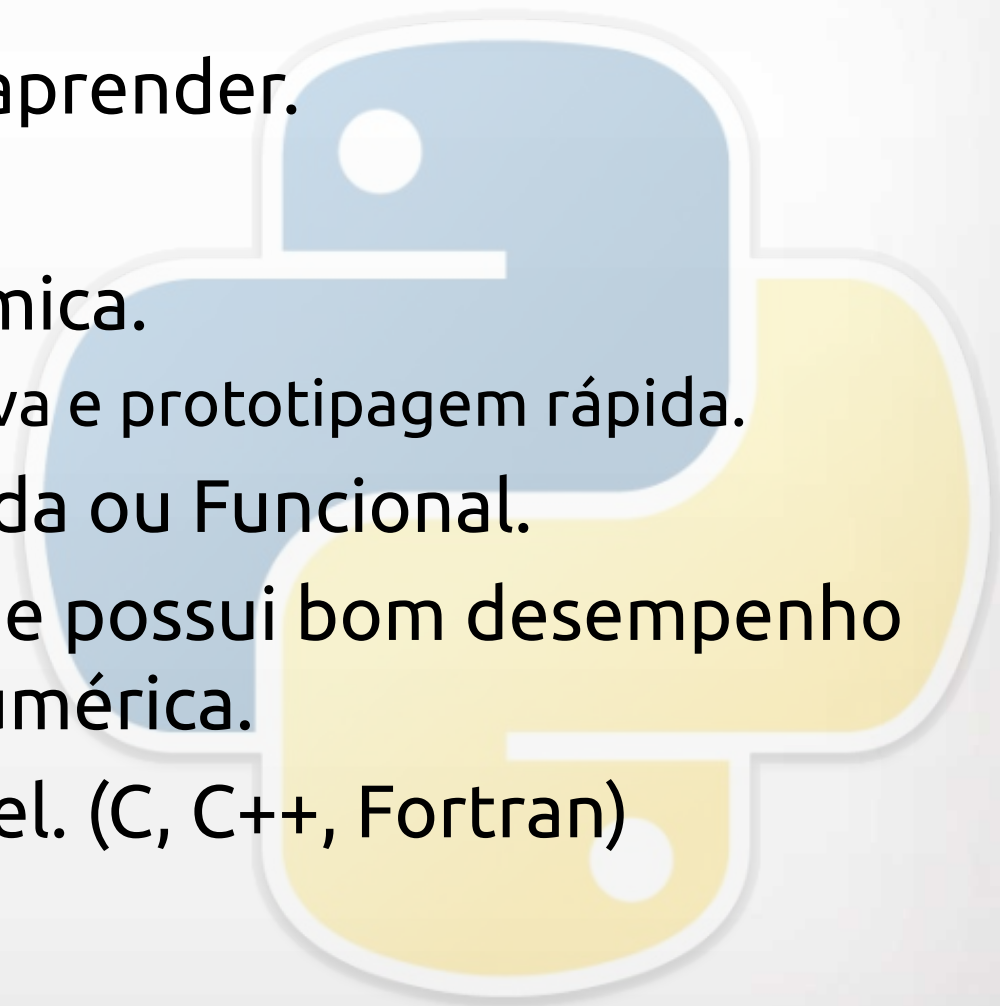 aprender.
mica.
va e prototipagem rápida.
da ou Funcional.
e possui bom desempenho
umérica.
el. (C, C++, Fortran)